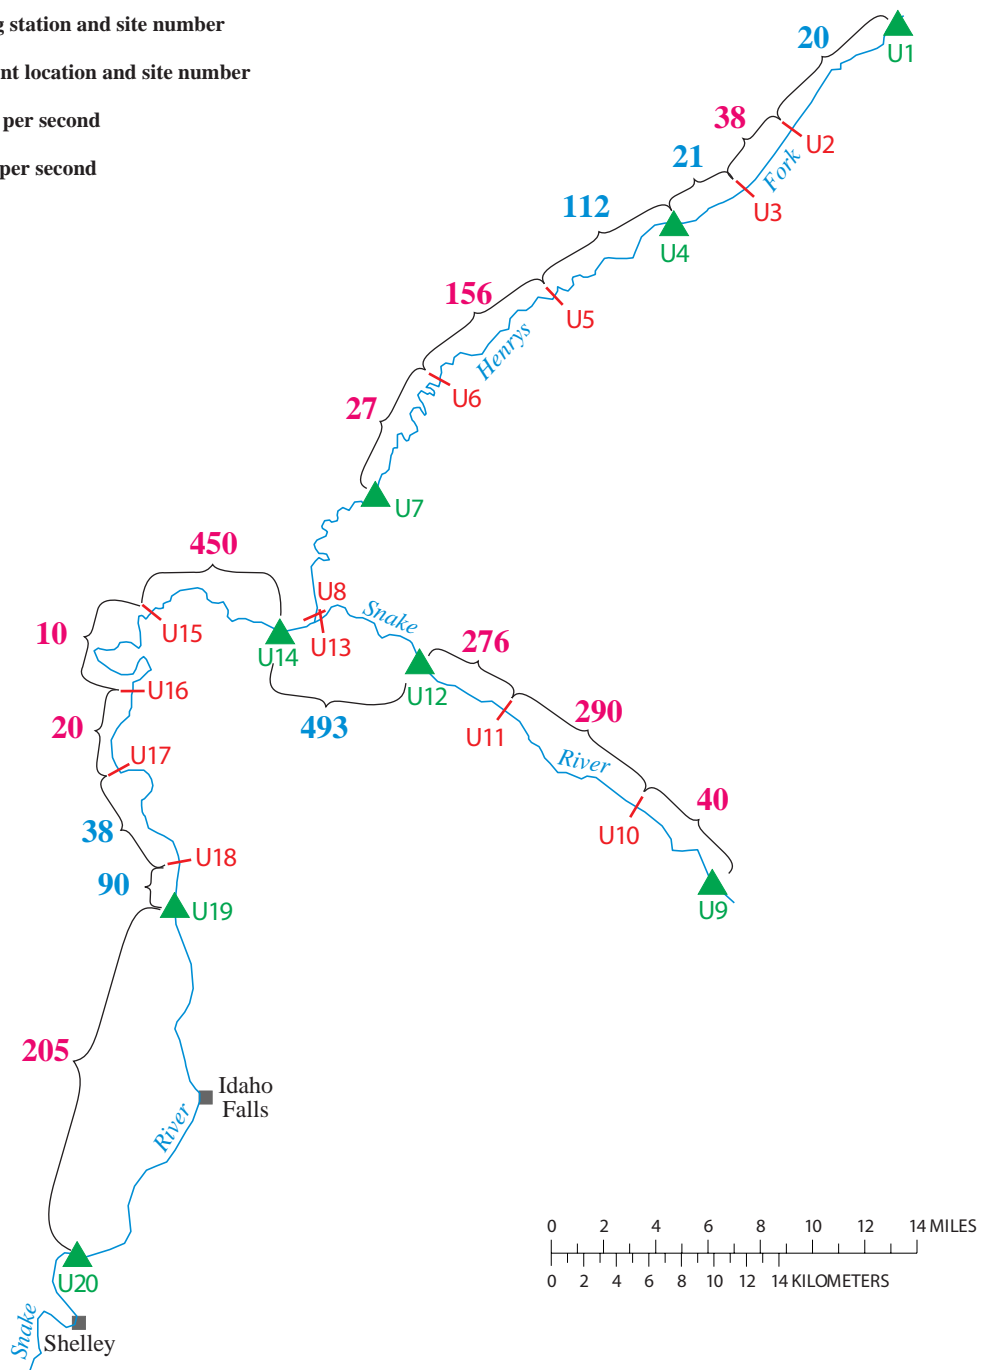 station and site number
location and site number
per second
per second
20
U1
38
U2
21
Fork
U3
112
U4
156
U5
Henrys
27
U6
U7
450
U8
Snake
10
U15
U14
U13
276
U16
U12
493
290
20
U11
U17
River
40
38
U10
U18
90
U9
U19
205
Idaho
Falls
River
0 2 4 6 8 10 12 14 MILES
0 2 4 6 8 10 12 14 KILOMETERS
U20
Snake
Shelley